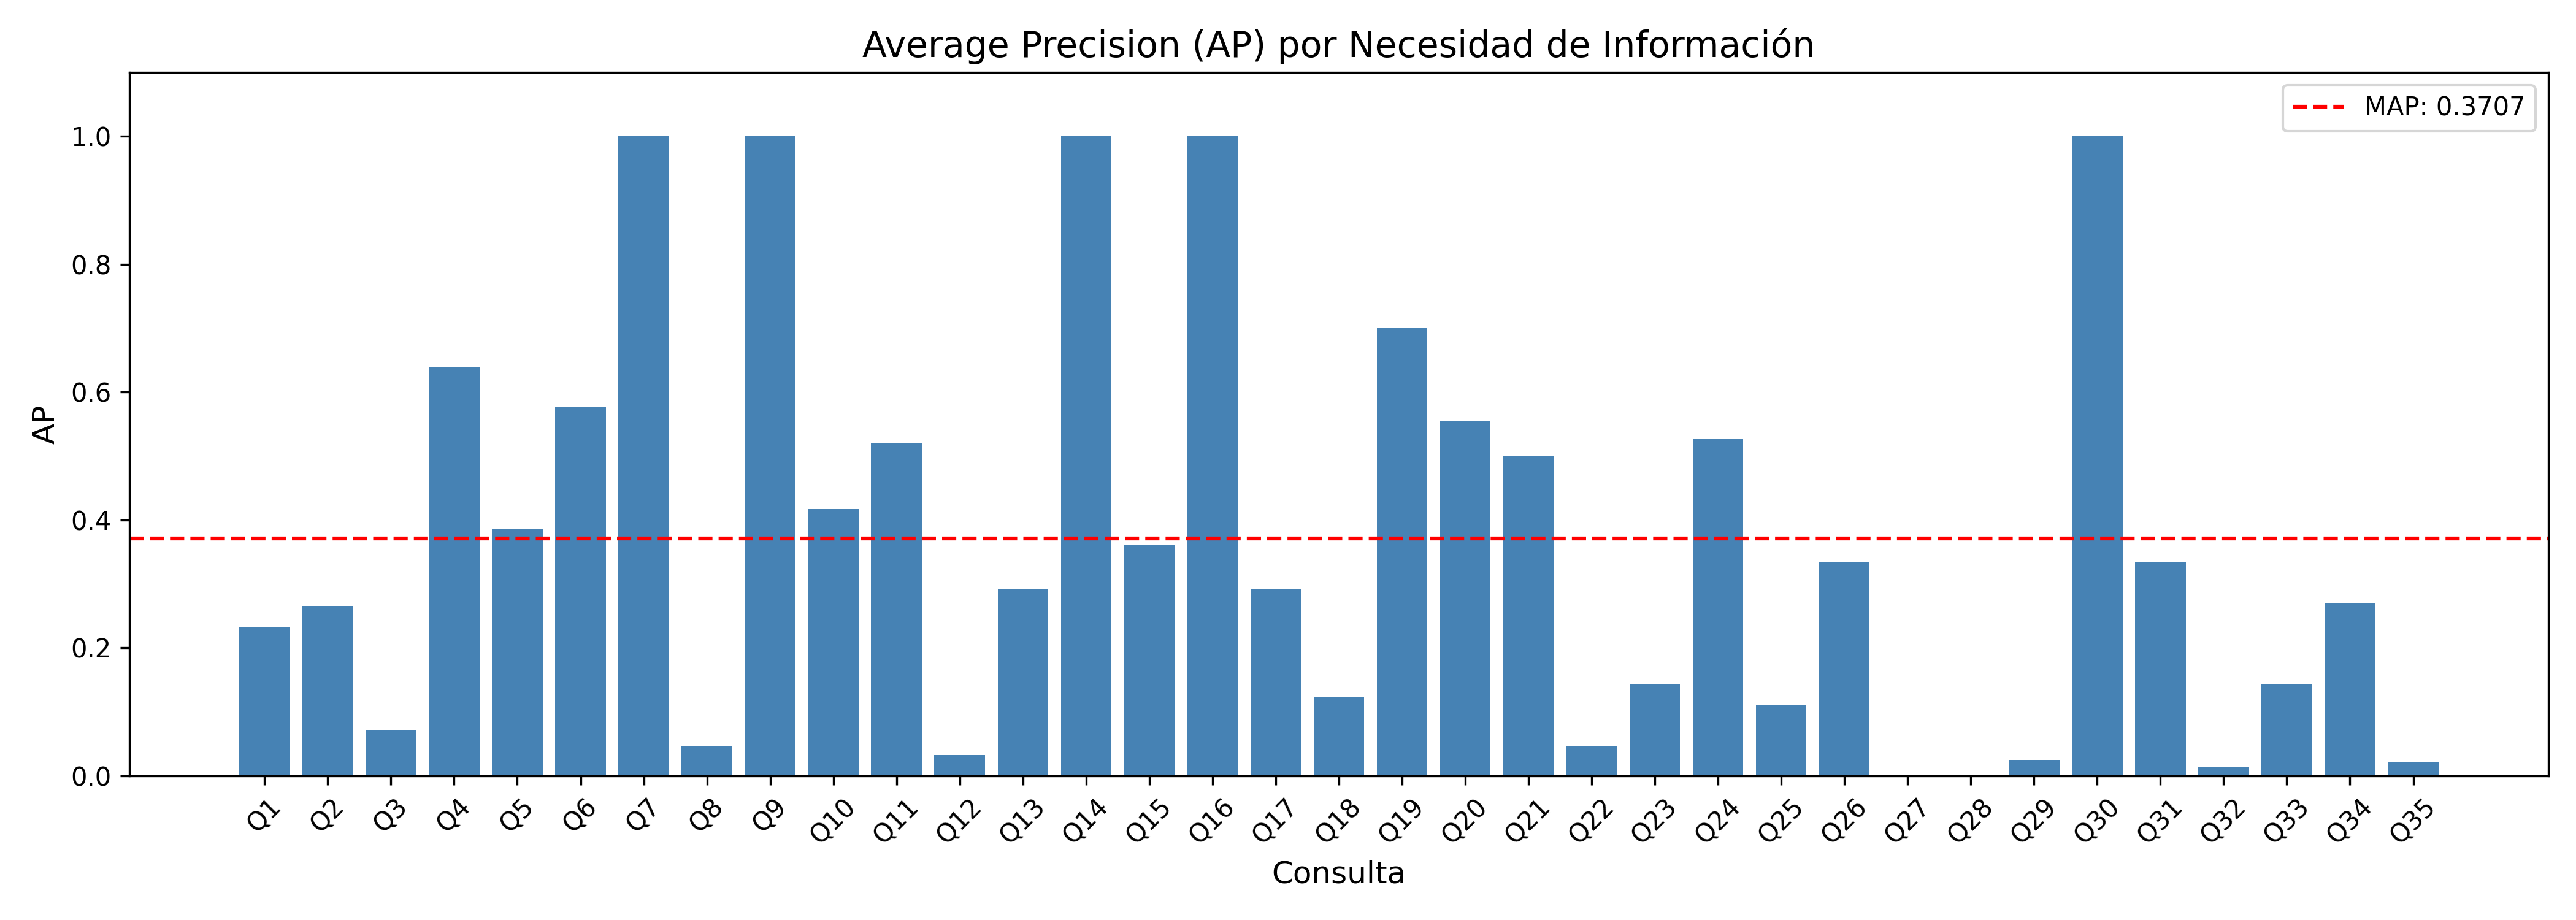 Average Precision (AP) por Necesidad de Información
MAP: 0.3707
1.0
0.8
0.6
0.4
0.2
0.0
AP
Q1 Q2 Q3 Q4 Q5 Q6 Q7 Q8 Q9 Q10 Q11 Q12 Q13 Q14 Q15 Q16 Q17 Q18 Q19 Q20 Q21 Q22 Q23 Q24 Q25 Q26 Q27 Q28 Q29 Q30 Q31 Q32 Q33 Q34 Q35
Consulta